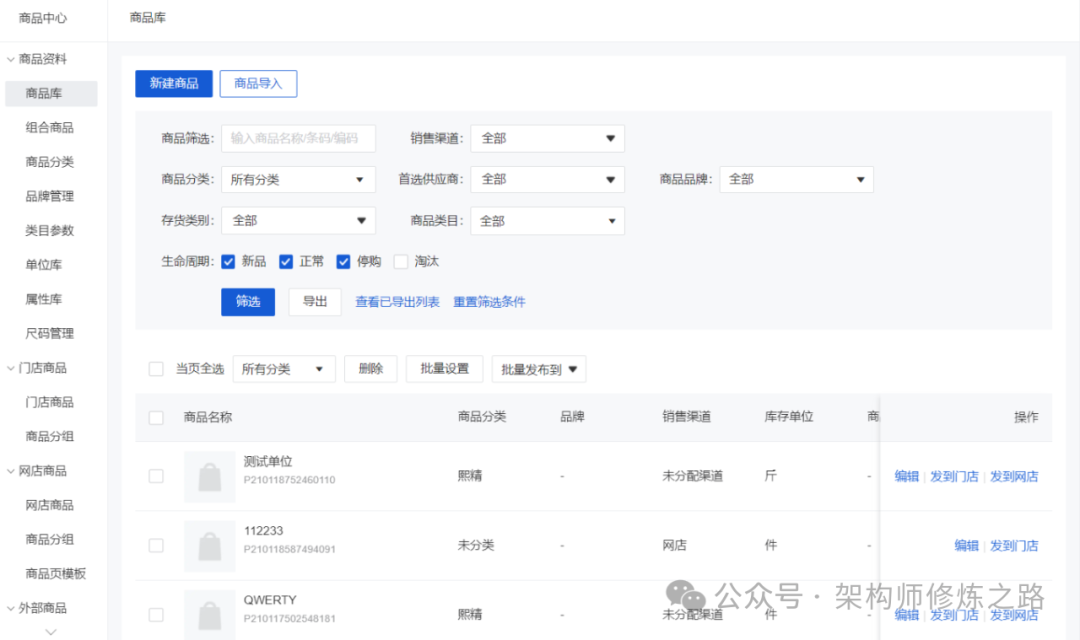 商品中心
商品库
商品资料
商品库
组合商品
商品分类
品牌管理
类目参数
单位库
属性库
尺码管理
门店商品
门店商品
商品分组
网店商品
网店商品
商品分组
商品页模板
外部商品
新建商品 商品导入
商品筛选: 输入商品名称/条码/编码 销售渠道: 全部
商品分类: 所有分类 首选供应商: 全部 商品品牌: 全部
存货类别: 全部 商品类目: 全部
生命周期: 新品 正常 停购 淘汰
筛选 导出 查看已导出列表 重置筛选条件
当页全选 所有分类 删除 批量设置 批量发布到
商品名称 商品分类 品牌 销售渠道 库存单位 商 操作
测试单位
P210118752460110 熙精 - 未分配渠道 斤 - 编辑 发到门店 发到网店
112233
P210118587494091 未分类 - 网店 件 - 编辑 发到门店
QWERTY
P210117502548181 熙精 - 未分配渠道 件 - 编辑 发到门店 发到网店
公众号 · 架构师修炼之路